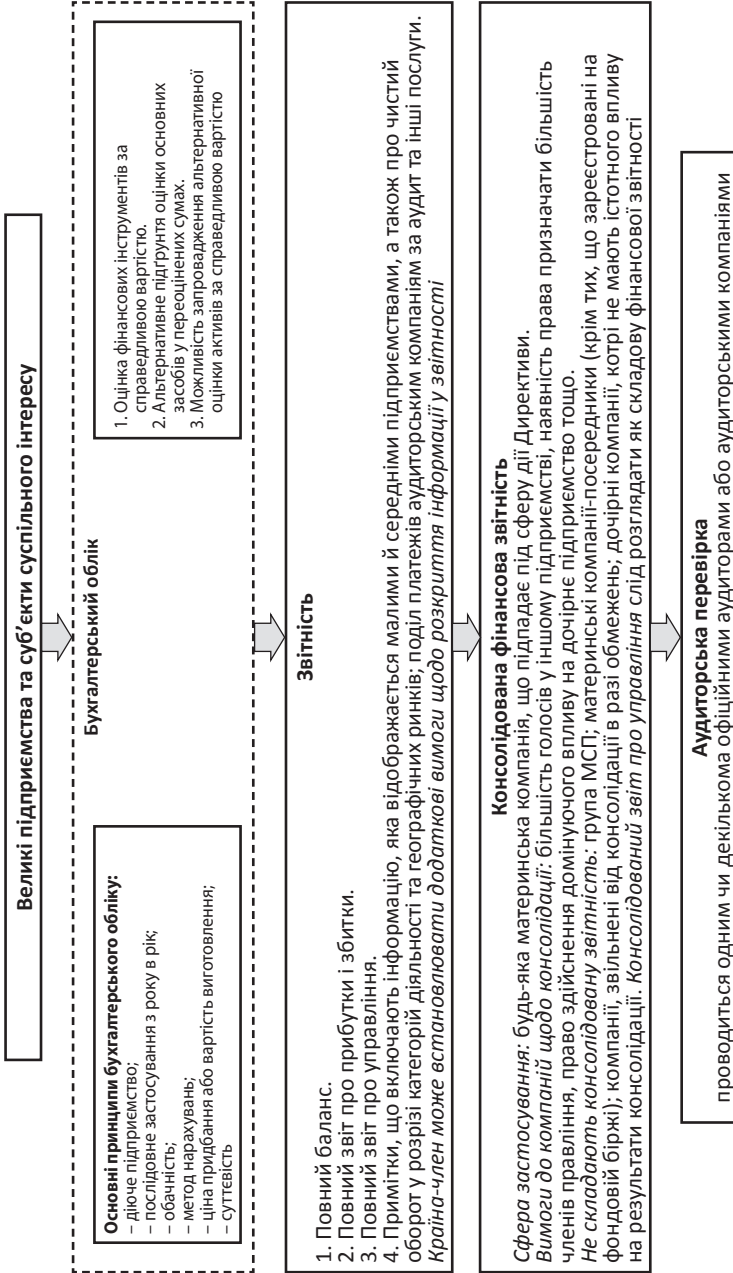 Великі підприємства та суб’єкти суспільного інтересу
Бухгалтерський облік
Основні принципи бухгалтерського обліку:
– діюче підприємство;
– послідовне застосування з року в рік;
– обачність;
– метод нарахувань;
– ціна придбання або вартість виготовлення;
– суттєвість
1. Оцінка фінансових інструментів за
справедливою вартістю.
2. Альтернативне підґрунтя оцінки основних
засобів у переоцінених сумах.
3. Можливість запровадження альтернативної
оцінки активів за справедливою вартістю
Звітність
1. Повний баланс.
2. Повний звіт про прибутки і збитки.
3. Повний звіт про управління.
4. Примітки, що включають інформацію, яка відображається малими й середніми підприємствами, а також про чистий
оборот у розрізі категорій діяльності та географічних ринків; поділ платежів аудиторським компаніям за аудит та інші послуги.
Країна-член може встановлювати додаткові вимоги щодо розкриття інформації у звітності
Консолідована фінансова звітність
Сфера застосування: будь-яка материнська компанія, що підпадає під сферу дії Директиви.
Вимоги до компаній щодо консолідації: більшість голосів у іншому підприємстві, наявність права призначати більшість
членів правління, право здійснення домінуючого впливу на дочірнє підприємство тощо.
Не складають консолідовану звітність: група МСП; материнські компанії-посередники (крім тих, що зареєстровані на
фондовій біржі); компанії, звільнені від консолідації в разі обмежень; дочірні компанії, котрі не мають істотного впливу
на результати консолідації. Консолідований звіт про управління слід розглядати як складову фінансової звітності
Аудиторська перевірка
проводиться одним чи декількома офіційними аудиторами або аудиторськими компаніями